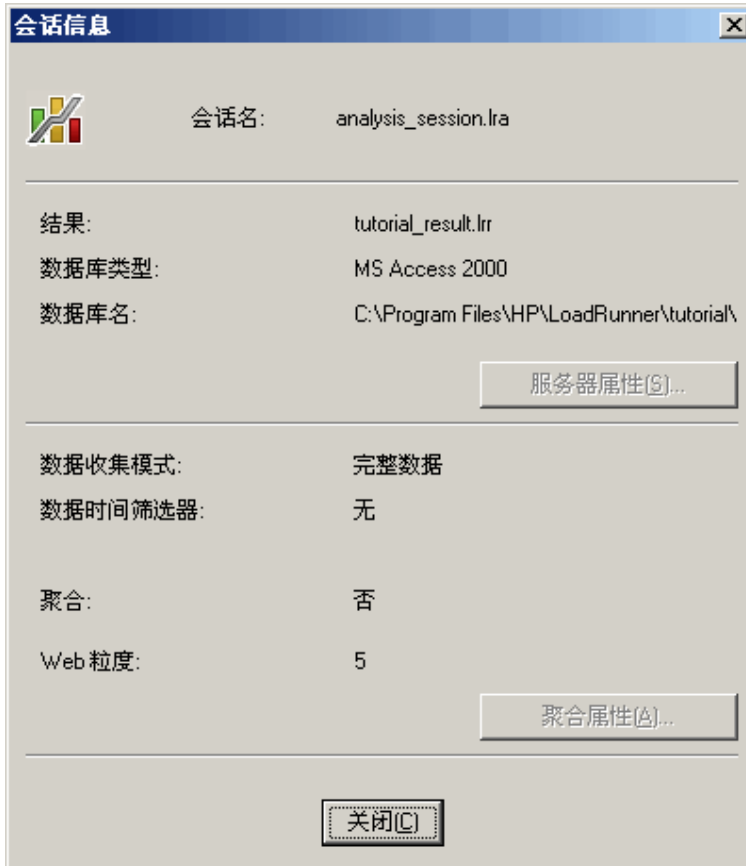 会话信息
会话名: analysis_session.lra
结果: tutorial_result.lrr
数据库类型: MS Access 2000
数据库名: C:\Program Files\HP\LoadRunner\tutorial\
服务器属性(S)...
数据收集模式: 完整数据
数据时间筛选器: 无
聚合: 否
Web 粒度: 5
聚合属性(A)...
关闭(C)